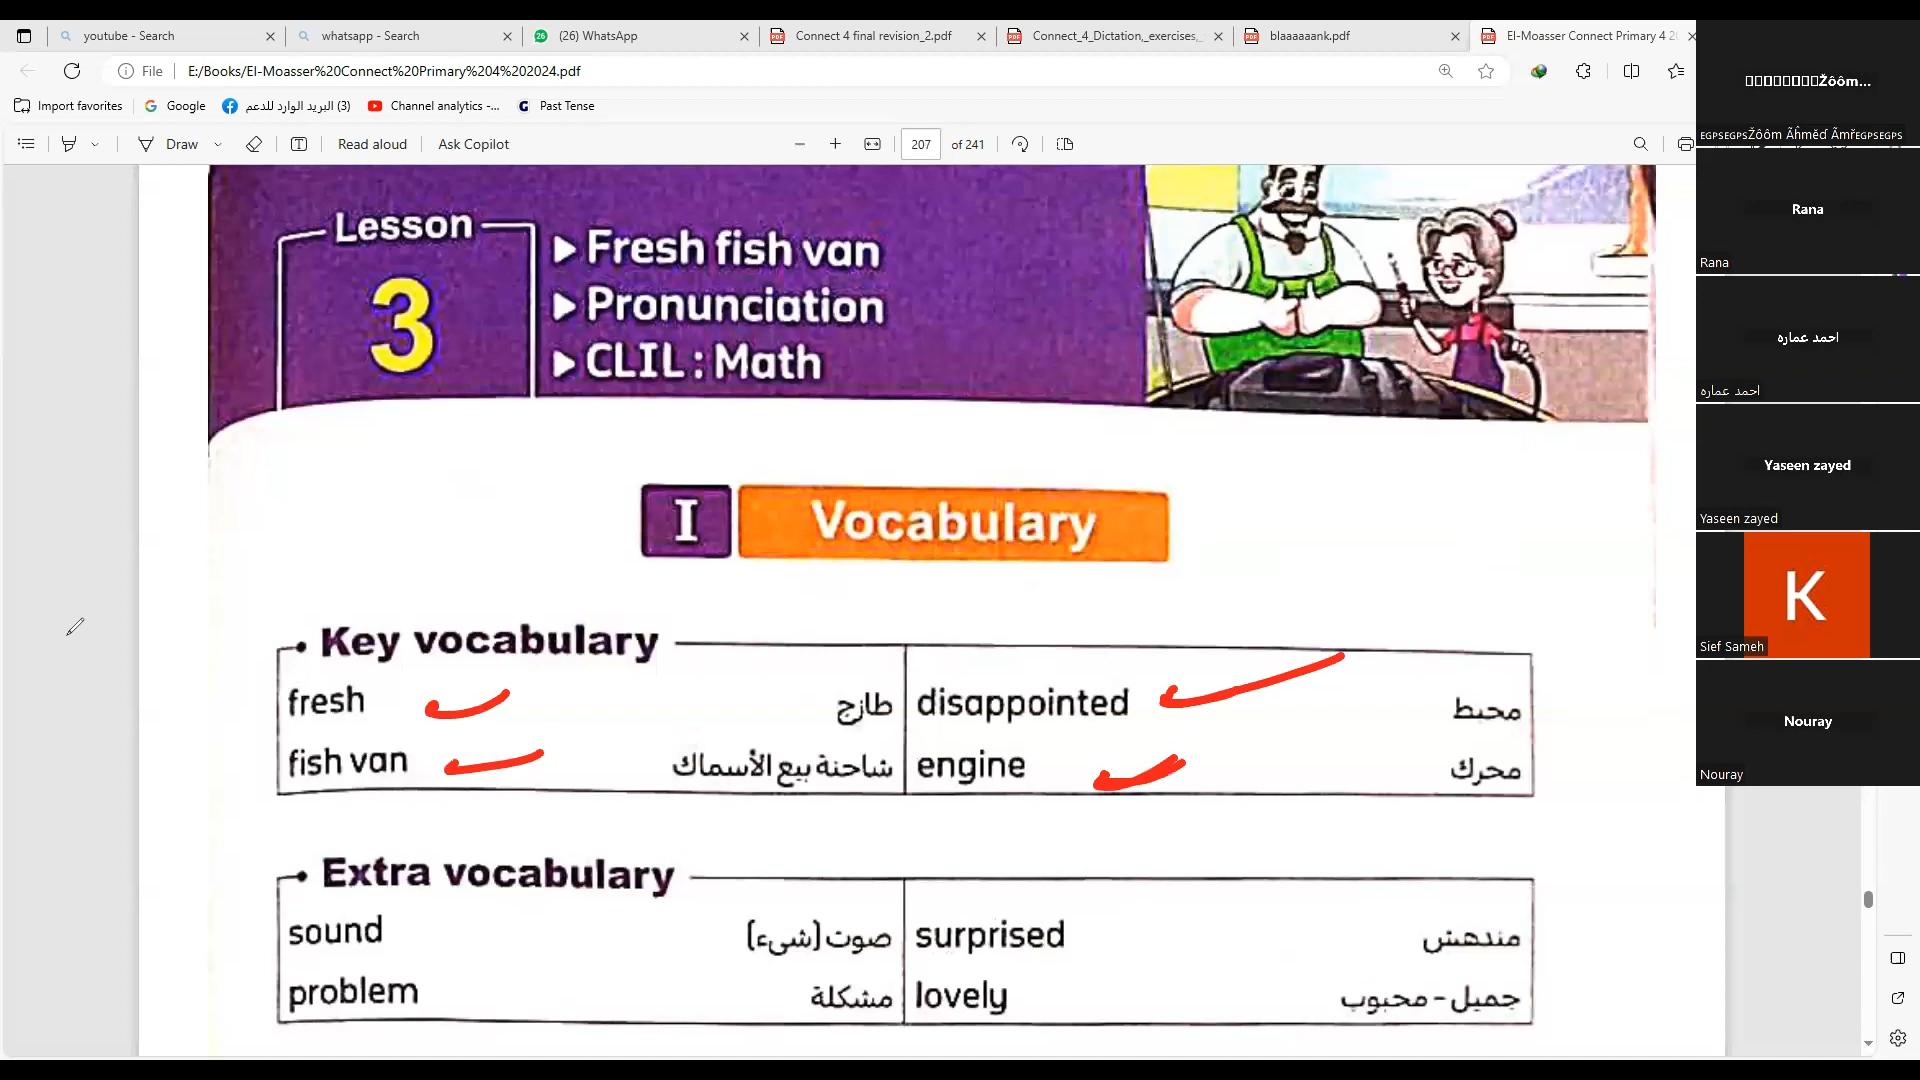 youtube - Search
whatsapp - Search
(26) WhatsApp
Connect 4 final revision_2.pdf
Connect_4_Dictation,_exercises,_
blaaaaaank.pdf
El-Moasser Connect Primary 4 2
File
E:/Books/El-Moasser%20Connect%20Primary%204%202024.pdf
Import favorites
Google
(3) البريد الوارد للدعم
Channel analytics -...
Past Tense
Draw
Read aloud
Ask Copilot
207 of 241
Lesson
3
Fresh fish van
Pronunciation
CLIL : Math
I Vocabulary
Key vocabulary
fresh طازج disappointed محبط
fish van شاحنة بيع الأسماك engine محرك
Extra vocabulary
sound صوت (شىء) surprised مندهش
problem مشكلة lovely جميل - محبوب
Žôôm...
Rana
Rana
احمد عماره
احمد عماره
Yaseen zayed
Yaseen zayed
K
Sief Sameh
Nouray
Nouray